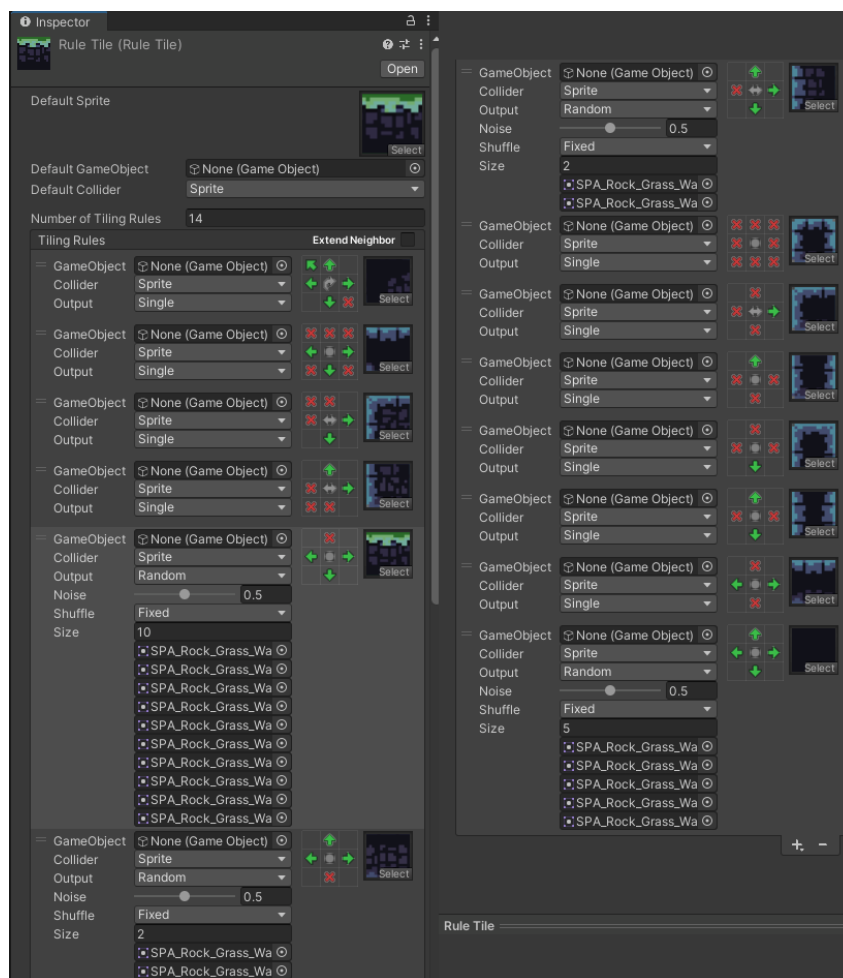 Inspector
Rule Tile (Rule Tile)
Open
Default Sprite
Select
Default GameObject None (Game Object)
Default Collider Sprite
Number of Tiling Rules 14
Tiling Rules Extend Neighbor
GameObject None (Game Object)
Collider Sprite
Output Single Select
GameObject None (Game Object)
Collider Sprite
Output Single Select
GameObject None (Game Object)
Collider Sprite
Output Single Select
GameObject None (Game Object)
Collider Sprite
Output Single Select
GameObject None (Game Object)
Collider Sprite
Output Random Select
Noise 0.5
Shuffle Fixed
Size 10
SPA_Rock_Grass_Wa
SPA_Rock_Grass_Wa
SPA_Rock_Grass_Wa
SPA_Rock_Grass_Wa
SPA_Rock_Grass_Wa
SPA_Rock_Grass_Wa
SPA_Rock_Grass_Wa
SPA_Rock_Grass_Wa
SPA_Rock_Grass_Wa
SPA_Rock_Grass_Wa
GameObject None (Game Object)
Collider Sprite
Output Random Select
Noise 0.5
Shuffle Fixed
Size 2
SPA_Rock_Grass_Wa
SPA_Rock_Grass_Wa
GameObject None (Game Object)
Collider Sprite
Output Random Select
Noise 0.5
Shuffle Fixed
Size 2
SPA_Rock_Grass_Wa
SPA_Rock_Grass_Wa
GameObject None (Game Object)
Collider Sprite
Output Single Select
GameObject None (Game Object)
Collider Sprite
Output Single Select
GameObject None (Game Object)
Collider Sprite
Output Single Select
GameObject None (Game Object)
Collider Sprite
Output Single Select
GameObject None (Game Object)
Collider Sprite
Output Single Select
GameObject None (Game Object)
Collider Sprite
Output Single Select
GameObject None (Game Object)
Collider Sprite
Output Random Select
Noise 0.5
Shuffle Fixed
Size 5
SPA_Rock_Grass_Wa
SPA_Rock_Grass_Wa
SPA_Rock_Grass_Wa
SPA_Rock_Grass_Wa
SPA_Rock_Grass_Wa
Rule Tile